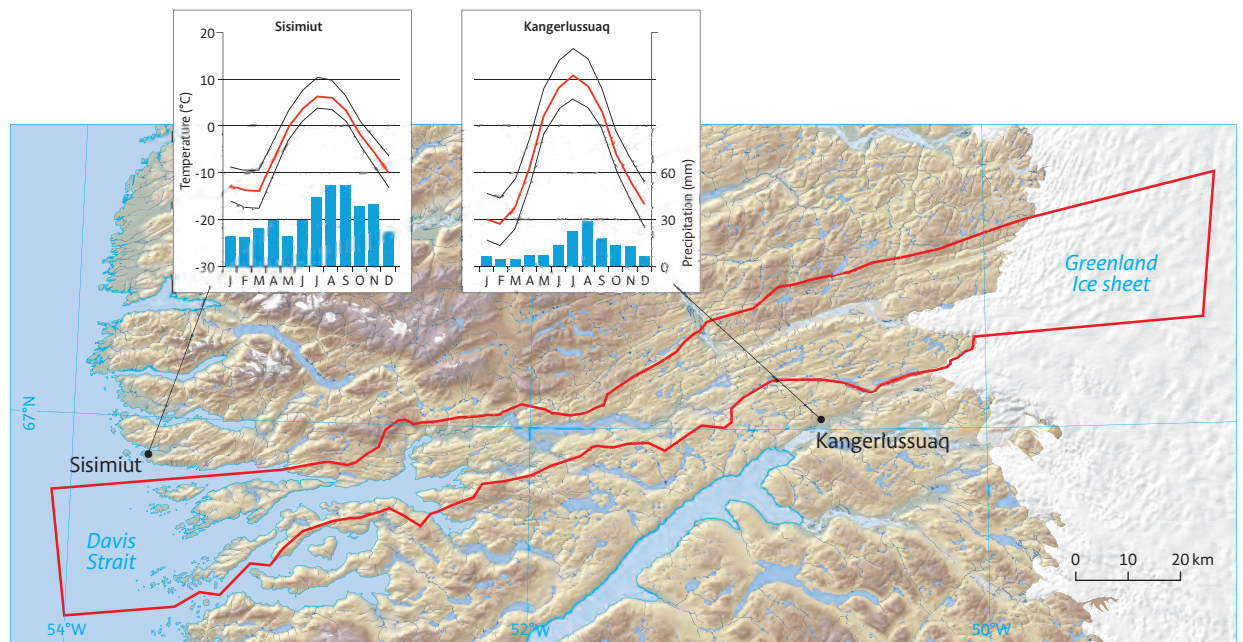 Sisimiut
Kangerlussuaq
Temperature (°C)
20
10
0
-10
-20
-30
J F M A M J J A S O N D
J F M A M J J A S O N D
60
30
0
Precipitation (mm)
Greenland
Ice sheet
67°N
Sisimiut
Kangerlussuaq
Davis
Strait
0 10 20 km
54°W
52°W
50°W